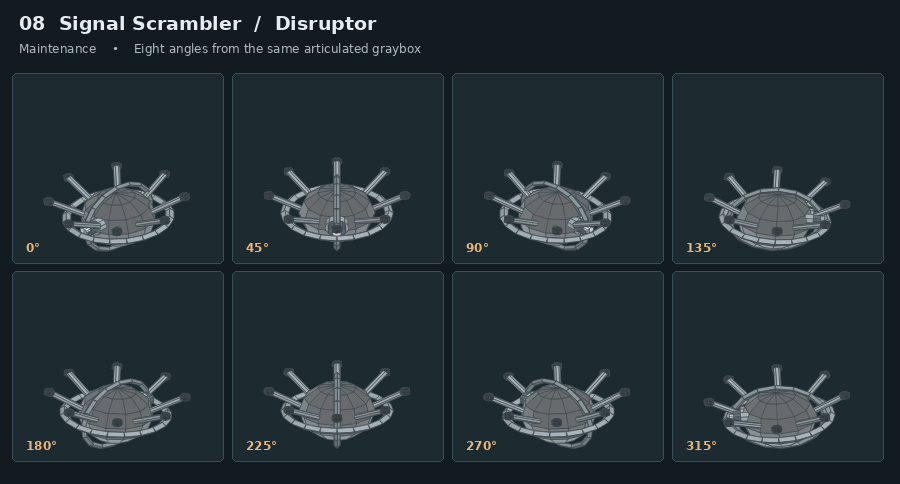 08 Signal Scrambler / Disruptor
Maintenance • Eight angles from the same articulated graybox
0° 45° 90° 135°
180° 225° 270° 315°